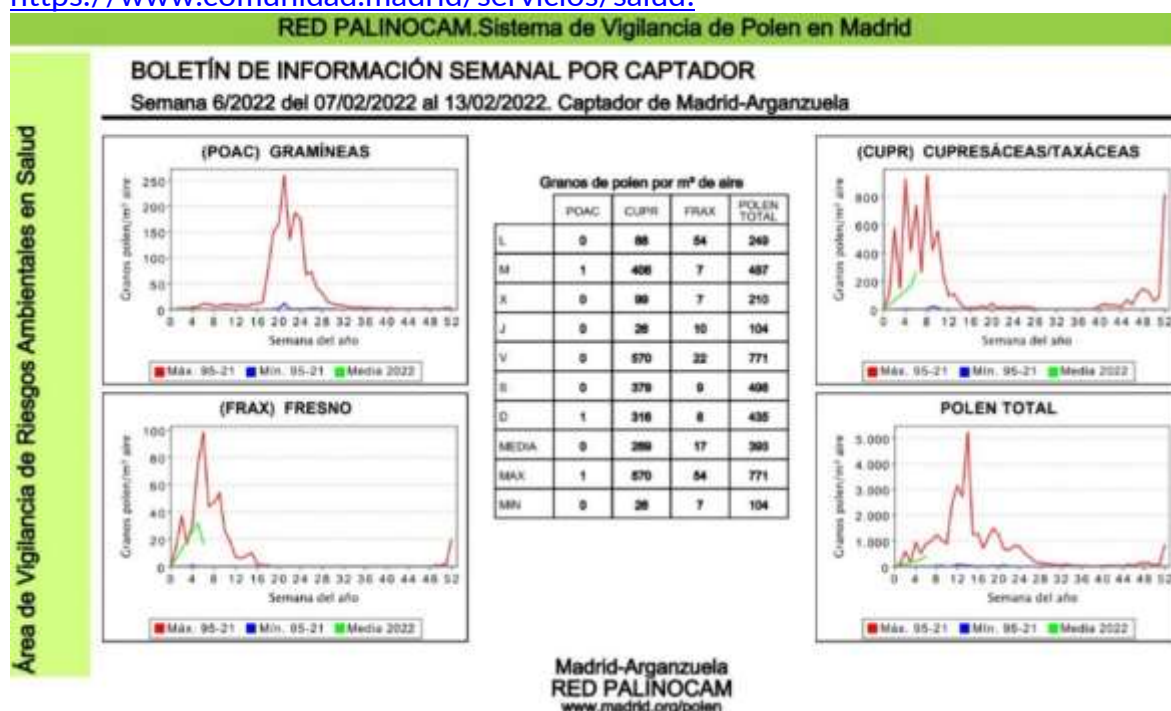 https://www.comunidad.madrid/servicios/salud:
RED PALINOCAM.Sistema de Vigilancia de Polen en Madrid
Área de Vigilancia de Riesgos Ambientales en Salud
BOLETÍN DE INFORMACIÓN SEMANAL POR CAPTADOR
Semana 6/2022 del 07/02/2022 al 13/02/2022. Captador de Madrid-Arganzuela
(POAC) GRAMÍNEAS
Granos polen/m³ aire
250
200
150
100
50
0
0 4 8 12 16 20 24 28 32 36 40 44 48 52
Semana del año
Máx. 95-21 Mín. 95-21 Media 2022
(FRAX) FRESNO
Granos polen/m³ aire
100
80
60
40
20
0
0 4 8 12 16 20 24 28 32 36 40 44 48 52
Semana del año
Máx. 95-21 Mín. 95-21 Media 2022
Granos de polen por m³ de aire
POAC CUPR FRAX POLEN TOTAL
L 0 88 54 249
M 1 406 7 487
X 0 99 7 210
J 0 26 10 104
V 0 570 22 771
S 0 379 9 498
D 1 316 8 435
MEDIA 0 269 17 393
MAX 1 570 54 771
MIN 0 26 7 104
(CUPR) CUPRESÁCEAS/TAXÁCEAS
Granos polen/m³ aire
800
600
400
200
0
0 4 8 12 16 20 24 28 32 36 40 44 48 52
Semana del año
Máx. 95-21 Mín. 95-21 Media 2022
POLEN TOTAL
Granos polen/m³ aire
5.000
4.000
3.000
2.000
1.000
0
0 4 8 12 16 20 24 28 32 36 40 44 48 52
Semana del año
Máx. 95-21 Mín. 95-21 Media 2022
Madrid-Arganzuela
RED PALINOCAM
www.madrid.org/polen